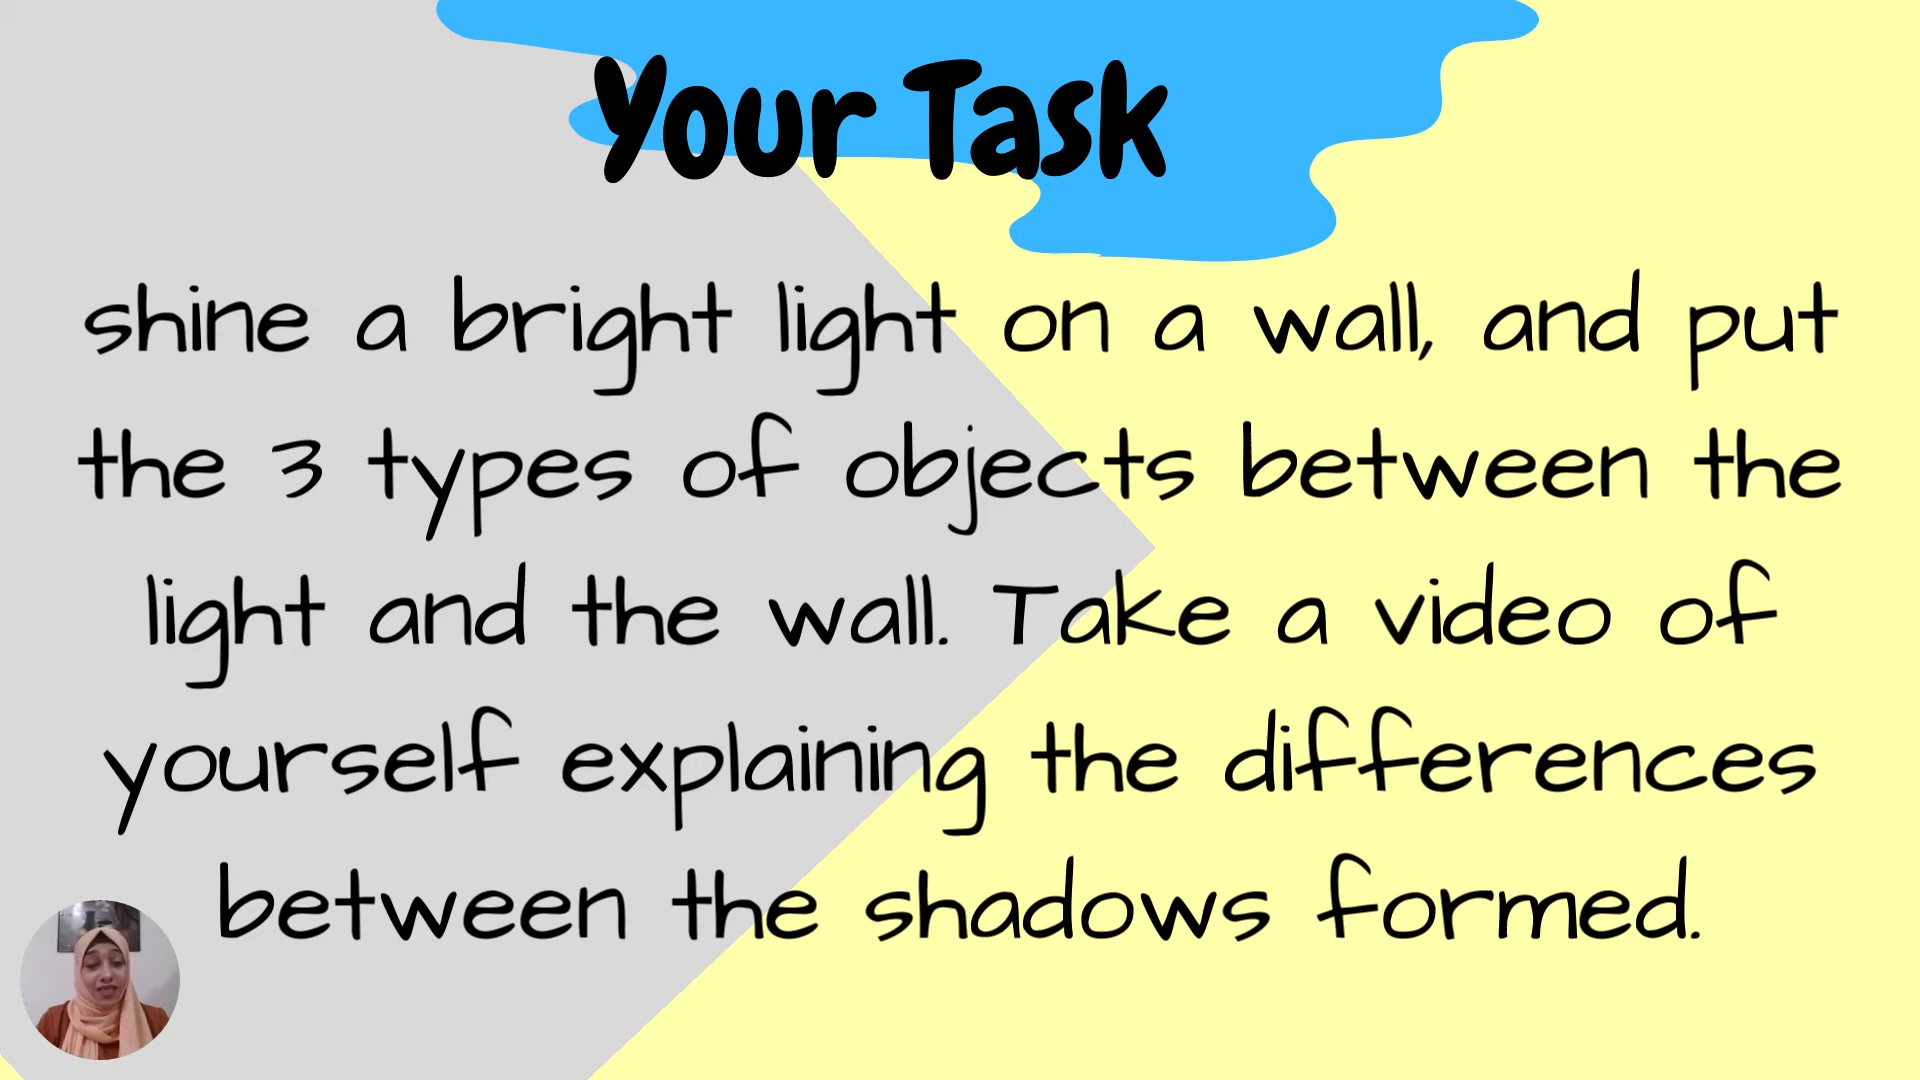 Your Task
shine a bright light on a wall, and put
the 3 types of objects between the
light and the wall. Take a video of
yourself explaining the differences
between the shadows formed.